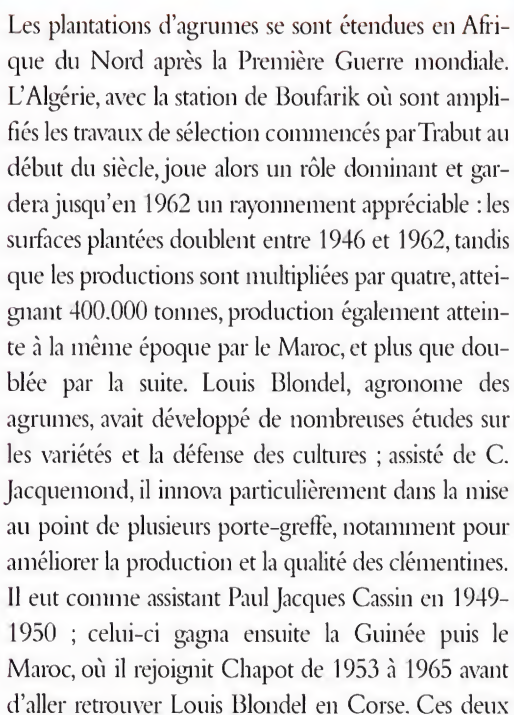 Les plantations d'agrumes se sont étendues en Afri-
que du Nord après la Première Guerre mondiale.
L'Algérie, avec la station de Boufarik où sont ampli-
fiés les travaux de sélection commencés par Trabut au
début du siècle, joue alors un rôle dominant et gar-
dera jusqu'en 1962 un rayonnement appréciable : les
surfaces plantées doublent entre 1946 et 1962, tandis
que les productions sont multipliées par quatre, attei-
gnant 400.000 tonnes, production également attein-
te à la même époque par le Maroc, et plus que dou-
blée par la suite. Louis Blondel, agronome des
agrumes, avait développé de nombreuses études sur
les variétés et la défense des cultures ; assisté de C.
Jacquemond, il innova particulièrement dans la mise
au point de plusieurs porte-greffe, notamment pour
améliorer la production et la qualité des clémentines.
Il eut comme assistant Paul Jacques Cassin en 1949-
1950 ; celui-ci gagna ensuite la Guinée puis le
Maroc, où il rejoignit Chapot de 1953 à 1965 avant
d'aller retrouver Louis Blondel en Corse. Ces deux